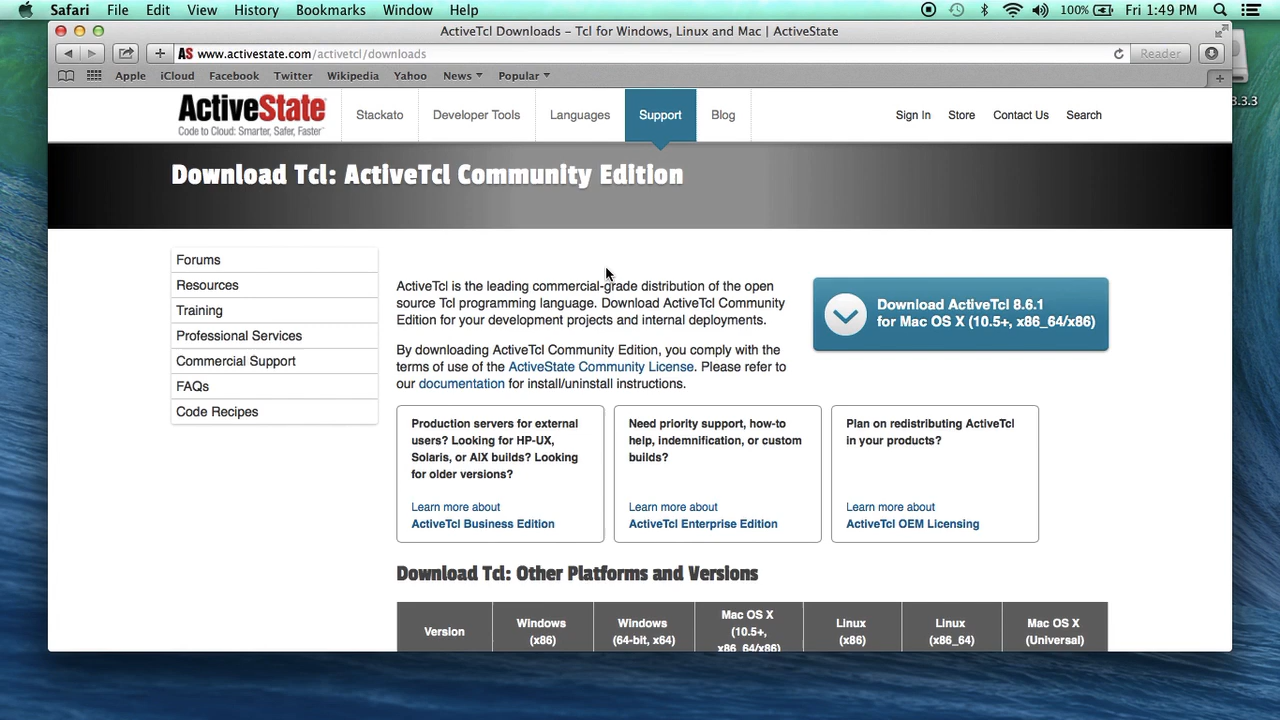 Safari File Edit View History Bookmarks Window Help 100% Fri 1:49 PM
ActiveTcl Downloads – Tcl for Windows, Linux and Mac | ActiveState
AS www.activestate.com/activetcl/downloads Reader
Apple iCloud Facebook Twitter Wikipedia Yahoo News Popular
3.3.3
ActiveState
Code to Cloud: Smarter, Safer, Faster™
Stackato Developer Tools Languages Support Blog Sign In Store Contact Us Search
Download Tcl: ActiveTcl Community Edition
Forums
Resources
Training
Professional Services
Commercial Support
FAQs
Code Recipes
ActiveTcl is the leading commercial-grade distribution of the open
source Tcl programming language. Download ActiveTcl Community
Edition for your development projects and internal deployments.
By downloading ActiveTcl Community Edition, you comply with the
terms of use of the ActiveState Community License. Please refer to
our documentation for install/uninstall instructions.
Download ActiveTcl 8.6.1
for Mac OS X (10.5+, x86_64/x86)
Production servers for external
users? Looking for HP-UX,
Solaris, or AIX builds? Looking
for older versions?
Learn more about
ActiveTcl Business Edition
Need priority support, how-to
help, indemnification, or custom
builds?
Learn more about
ActiveTcl Enterprise Edition
Plan on redistributing ActiveTcl
in your products?
Learn more about
ActiveTcl OEM Licensing
Download Tcl: Other Platforms and Versions
Version
Windows
(x86)
Windows
(64-bit, x64)
Mac OS X
(10.5+,
x86_64/x86)
Linux
(x86)
Linux
(x86_64)
Mac OS X
(Universal)